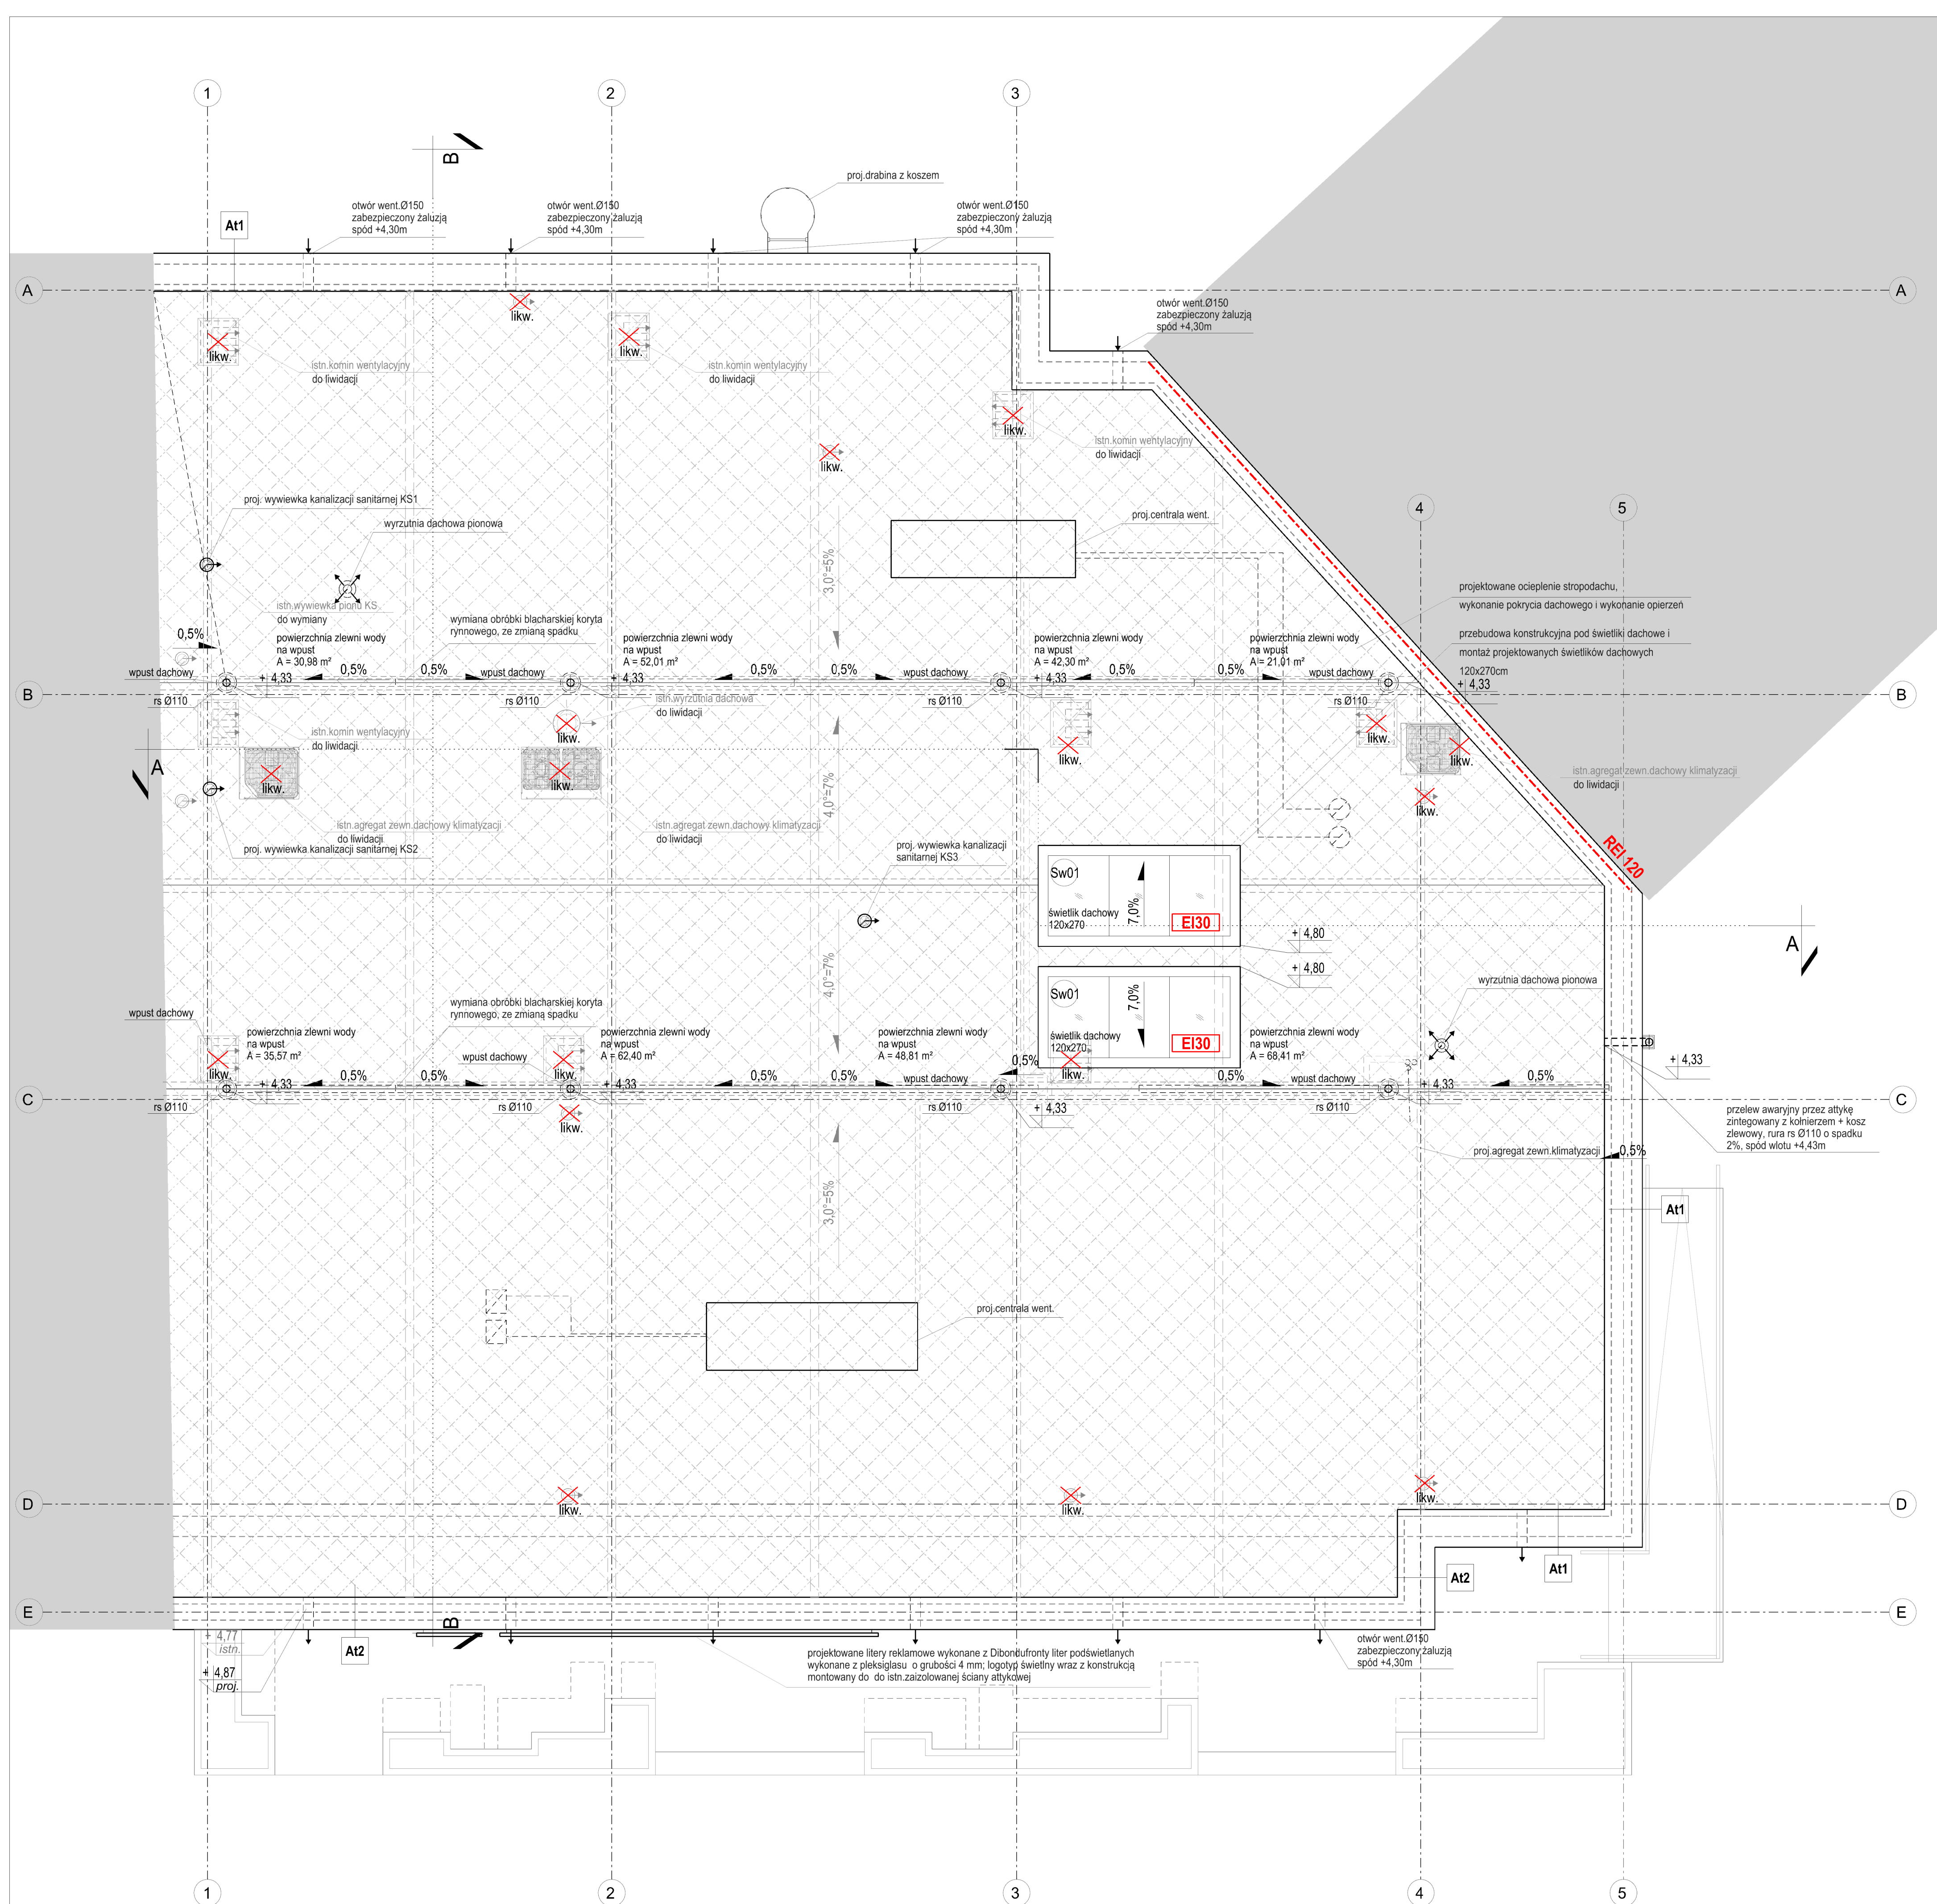 1
2
3
B
proj.drabina z koszem
otwór went.Ø150
zabezpieczony żaluzją
spód +4,30m
otwór went.Ø150
zabezpieczony żaluzją
spód +4,30m
otwór went.Ø150
zabezpieczony żaluzją
spód +4,30m
At1
A
A
otwór went.Ø150
zabezpieczony żaluzją
spód +4,30m
likw.
likw.
likw.
istn.komin wentylacyjny
do liwidacji
istn.komin wentylacyjny
do liwidacji
likw.
istn.komin wentylacyjny
do liwidacji
likw.
proj. wywiewka kanalizacji sanitarnej KS1
wyrzutnia dachowa pionowa
proj.centrala went.
4
5
3,0°=5%
projektowane ocieplenie stropodachu,
wykonanie pokrycia dachowego i wykonanie opierzeń
przebudowa konstrukcyjna pod świetliki dachowe i
montaż projektowanych świetlików dachowych
120x270cm
+ 4,33
istn.wywiewka pionu KS
do wymiany
wymiana obróbki blacharskiej koryta
rynnowego, ze zmianą spadku
0,5%
powierzchnia zlewni wody
na wpust
A = 30,98 m²
powierzchnia zlewni wody
na wpust
A = 52,01 m²
powierzchnia zlewni wody
na wpust
A = 42,30 m²
powierzchnia zlewni wody
na wpust
A = 21,01 m²
wpust dachowy
+ 4,33
0,5%
0,5%
wpust dachowy
+ 4,33
0,5%
0,5%
wpust dachowy
+ 4,33
0,5%
0,5%
wpust dachowy
B
B
rs Ø110
rs Ø110
rs Ø110
rs Ø110
istn.wyrzutnia dachowa
do liwidacji
istn.komin wentylacyjny
do liwidacji
likw.
likw.
likw.
likw.
A
likw.
likw.
likw.
istn.agregat zewn.dachowy klimatyzacji
do liwidacji
4,0°=7%
istn.agregat zewn.dachowy klimatyzacji
do liwidacji
istn.agregat zewn.dachowy klimatyzacji
do liwidacji
proj. wywiewka kanalizacji sanitarnej KS2
proj. wywiewka kanalizacji
sanitarnej KS3
REI 120
Sw01
świetlik dachowy
120x270
7,0%
EI30
+ 4,80
+ 4,80
A
4,0°=7%
Sw01
świetlik dachowy
120x270
7,0%
EI30
wyrzutnia dachowa pionowa
wpust dachowy
wymiana obróbki blacharskiej koryta
rynnowego, ze zmianą spadku
powierzchnia zlewni wody
na wpust
A = 35,57 m²
powierzchnia zlewni wody
na wpust
A = 62,40 m²
powierzchnia zlewni wody
na wpust
A = 48,81 m²
powierzchnia zlewni wody
na wpust
A = 68,41 m²
wpust dachowy
likw.
likw.
likw.
0,5%
+ 4,33
0,5%
0,5%
+ 4,33
0,5%
0,5%
wpust dachowy
0,5%
wpust dachowy
+ 4,33
0,5%
+ 4,33
C
C
rs Ø110
rs Ø110
rs Ø110
+ 4,33
rs Ø110
likw.
przelew awaryjny przez attykę
zintegowany z kołnierzem + kosz
zlewowy, rura rs Ø110 o spadku
2%, spód wlotu +4,43m
proj.agregat zewn.klimatyzacji
0,5%
At1
3,0°=5%
proj.centrala went.
likw.
likw.
likw.
D
D
At2
At1
E
E
B
+ 4,77
istn.
+ 4,87
proj.
At2
projektowane litery reklamowe wykonane z Dibondufronty liter podświetlanych
wykonane z pleksiglasu o grubości 4 mm; logotyp świetlny wraz z konstrukcją
montowany do do istn.zaizolowanej ściany attykowej
otwór went.Ø150
zabezpieczony żaluzją
spód +4,30m
1
2
3
4
5